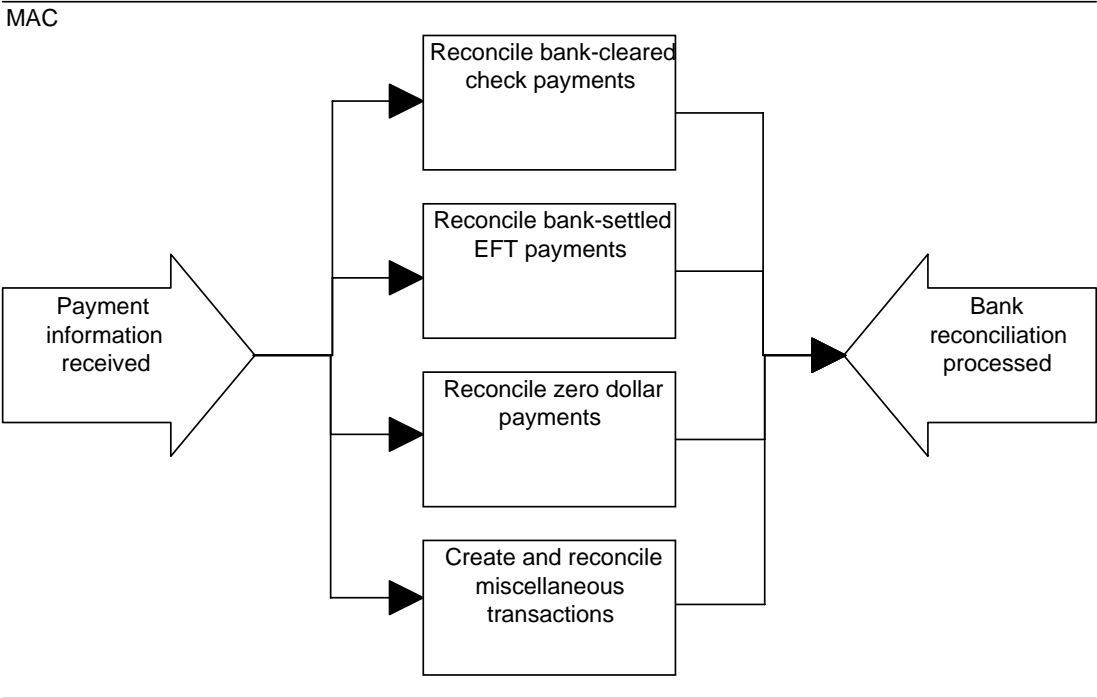 MAC
Reconcile bank-cleared
check payments
Reconcile bank-settled
EFT payments
Payment
information
received
Bank
reconciliation
processed
Reconcile zero dollar
payments
Create and reconcile
miscellaneous
transactions